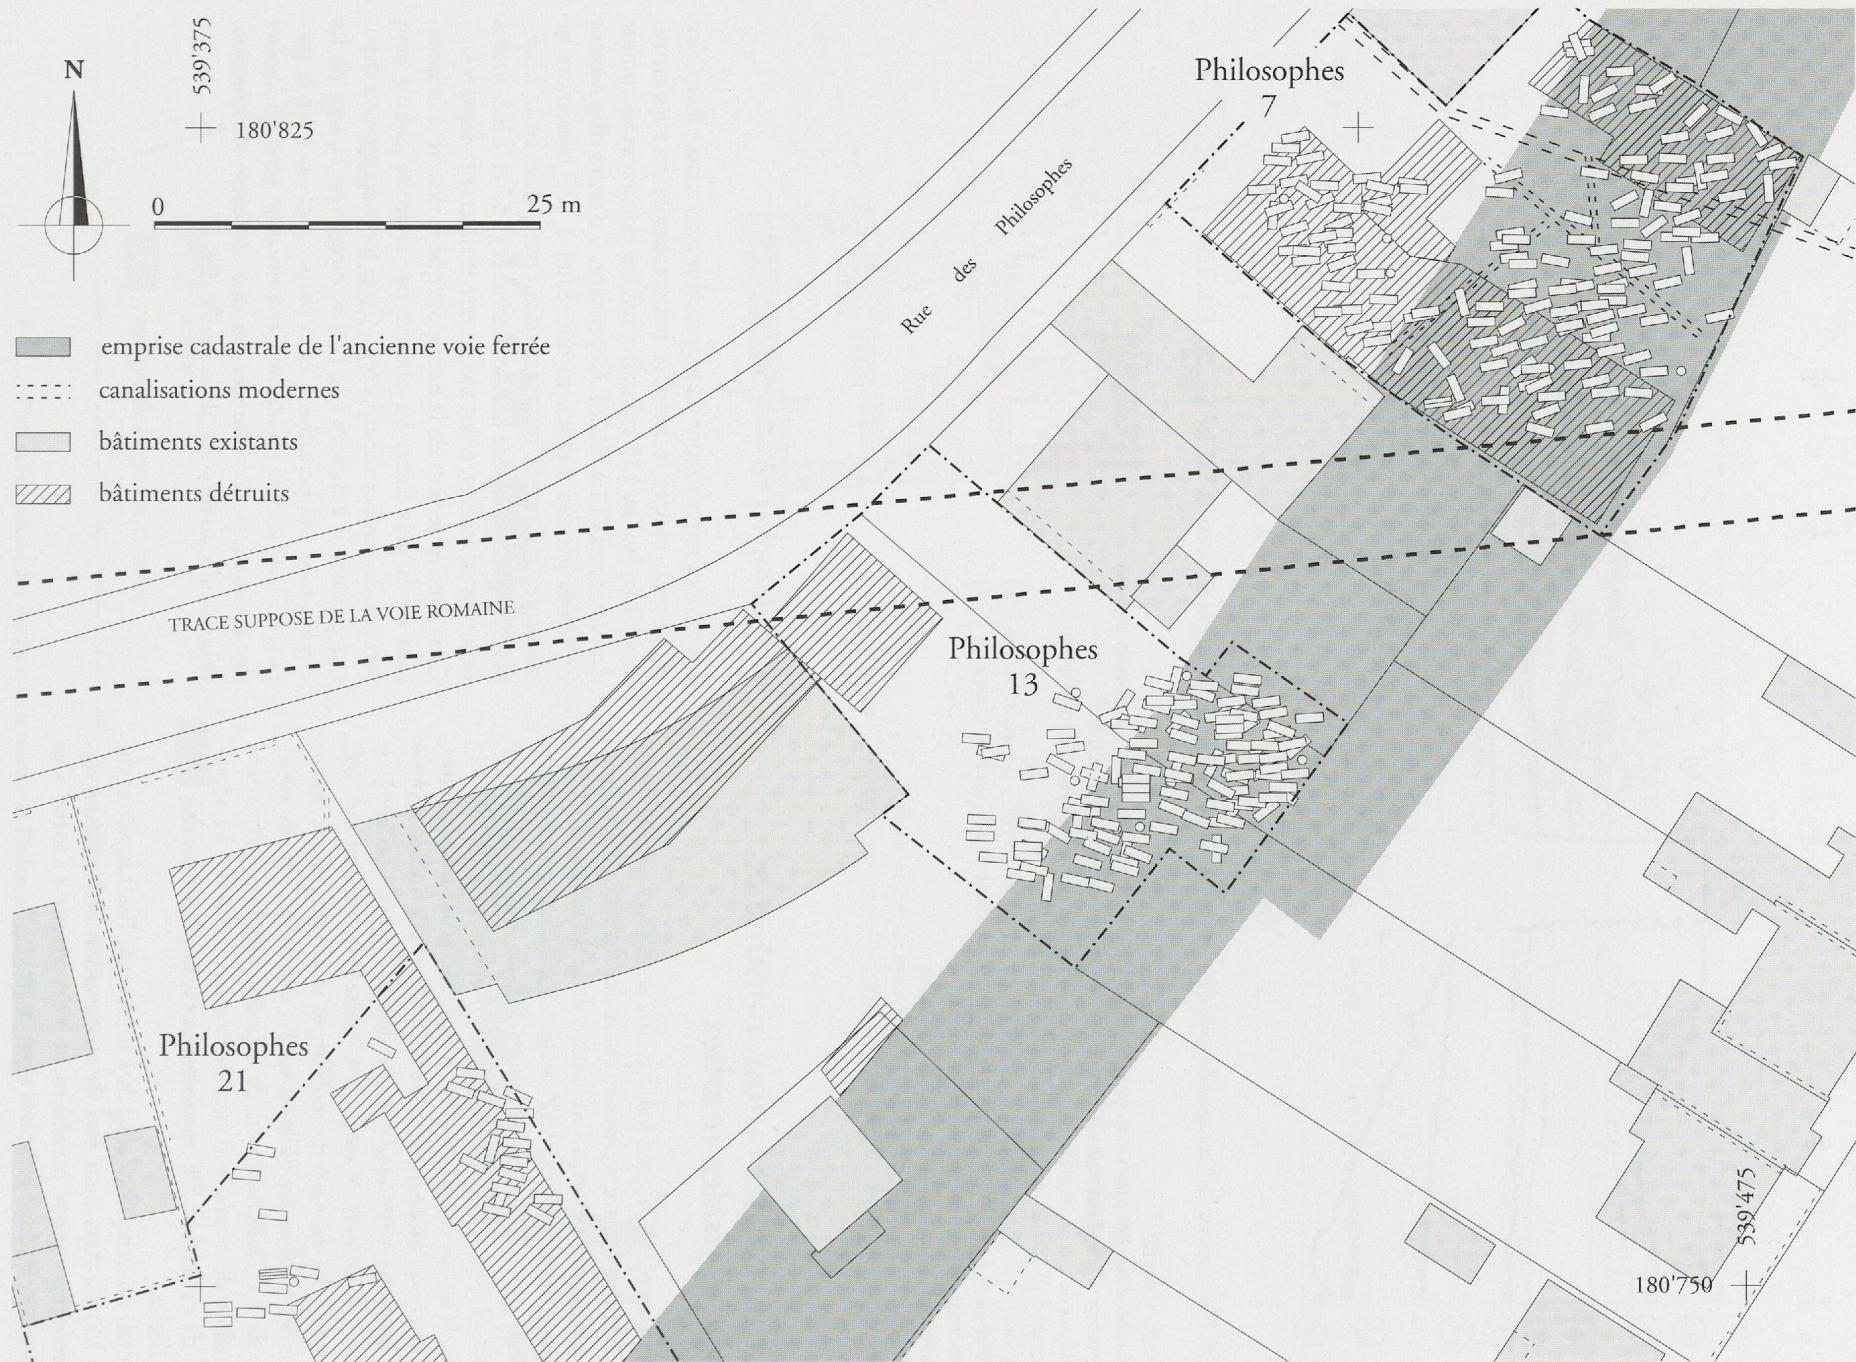 N
539'375
180'825
0 25 m
emprise cadastrale de l'ancienne voie ferrée
canalisations modernes
bâtiments existants
bâtiments détruits
Philosophes
7
Rue des Philosophes
TRACE SUPPOSE DE LA VOIE ROMAINE
Philosophes
13
Philosophes
21
539'475
180'750